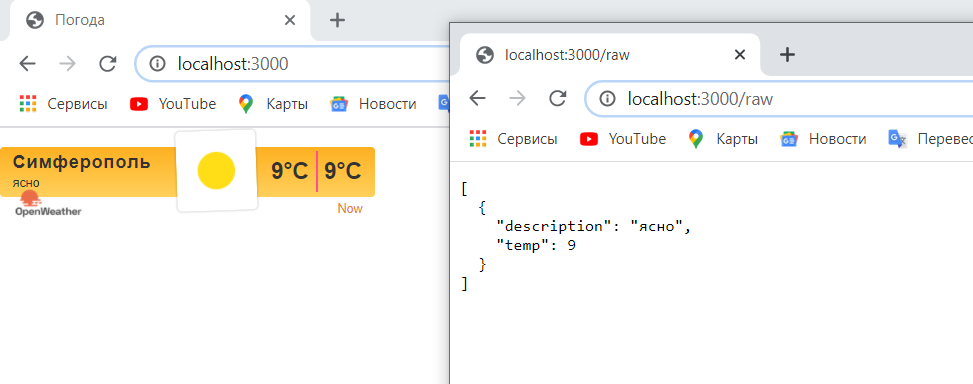 Погода
localhost:3000
Сервисы YouTube Карты Новости
Симферополь
ясно
9°C 9°C
OpenWeather
Now
localhost:3000/raw
localhost:3000/raw
Сервисы YouTube Карты Новости Перевес
[
{
"description": "ясно",
"temp": 9
}
]